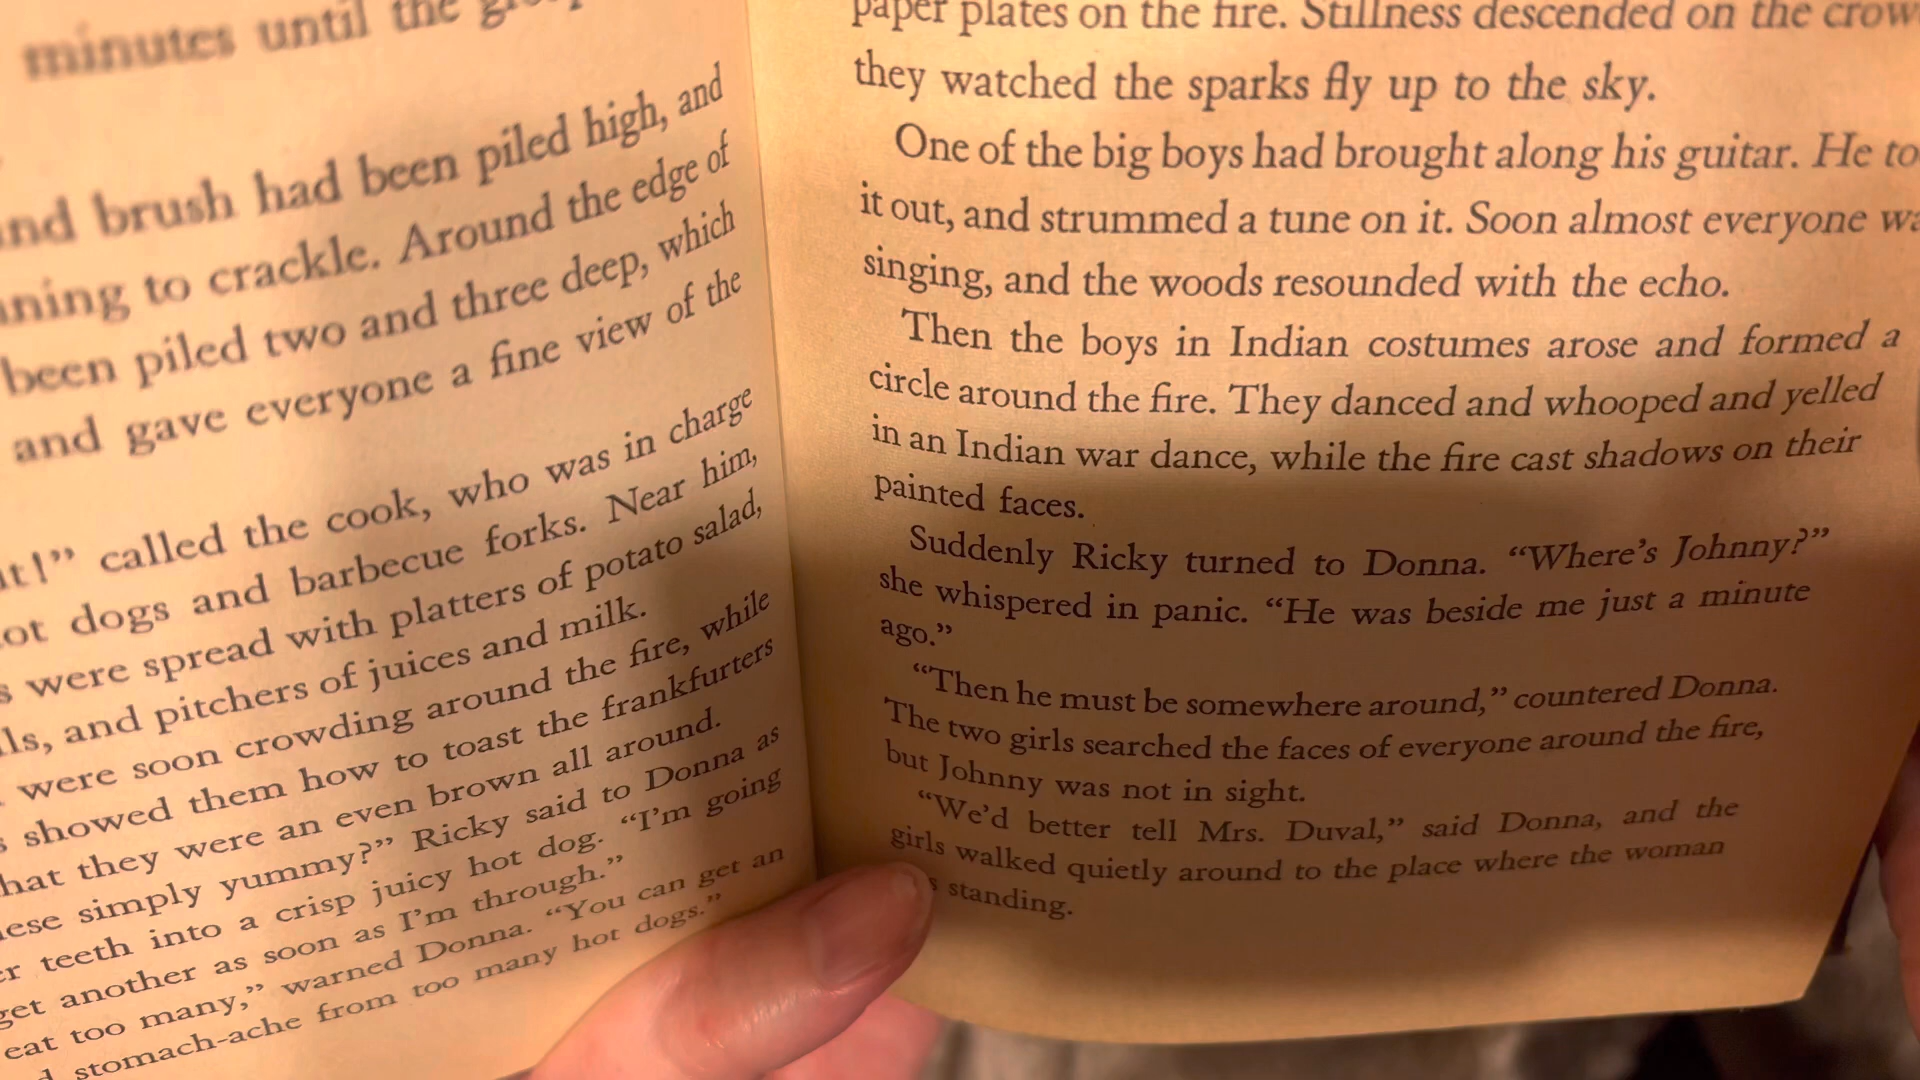 minutes until the
and brush had been piled high, and
to crackle. Around the edge of
been piled two and three deep, which
and gave everyone a fine view of the
called the cook, who was in charge
dogs and barbecue forks. Near him,
were spread with platters of potato salad,
and pitchers of juices and milk.
were soon crowding around the fire, while
showed them how to toast the frankfurters
they were an even brown all around.
simply yummy?” Ricky said to Donna as
teeth into a crisp juicy hot dog. “I’m going
get another as soon as I’m through.”
eat too many,” warned Donna. “You can get an
stomach-ache from too many hot dogs.”
paper plates on the fire. Stillness descended on the
they watched the sparks fly up to the sky.
One of the big boys had brought along his guitar. He
it out, and strummed a tune on it. Soon almost everyone
singing, and the woods resounded with the echo.
Then the boys in Indian costumes arose and formed a
circle around the fire. They danced and whooped and yelled
in an Indian war dance, while the fire cast shadows on their
painted faces.
Suddenly Ricky turned to Donna. “Where’s Johnny?”
she whispered in panic. “He was beside me just a minute
ago.”
“Then he must be somewhere around,” countered Donna.
The two girls searched the faces of everyone around the fire,
but Johnny was not in sight.
“We’d better tell Mrs. Duval,” said Donna, and the
girls walked quietly around to the place where the woman
standing.